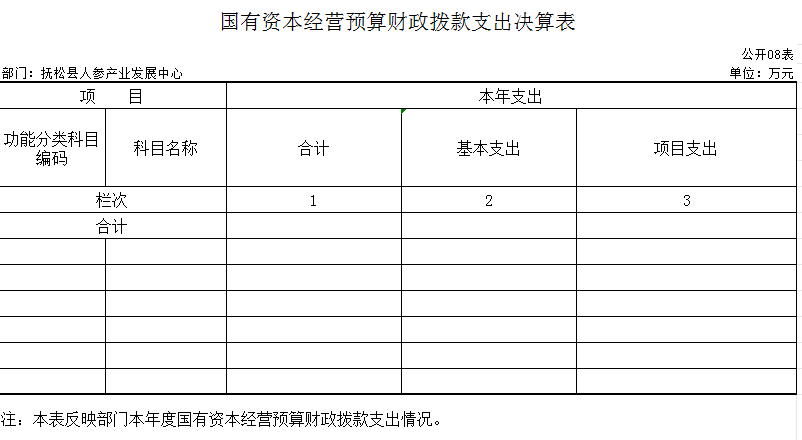 国有资本经营预算财政拨款支出决算表
公开08表
部门：抚松县人参产业发展中心 单位：万元
项 目 本年支出
功能分类科目
编码 科目名称 合计 基本支出 项目支出
栏次 1 2 3
合计
注：本表反映部门本年度国有资本经营预算财政拨款支出情况。